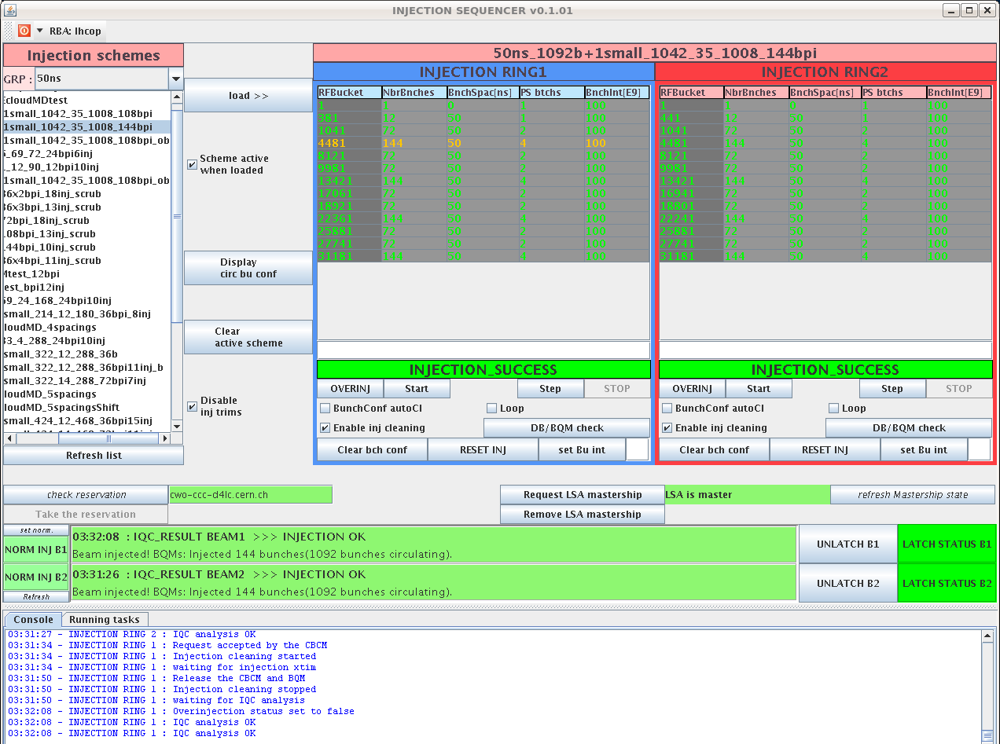 INJECTION SEQUENCER v0.1.01
RBA: lhcop
Injection schemes
GRP : 50ns
cloudMDtest
1small_1042_35_1008_108bpi
1small_1042_35_1008_144bpi
1small_1042_35_1008_108bpi_ob
_69_72_24bpi6inj
_12_90_12bpi10inj
1small_1042_35_1008_108bpi_ob
36x2bpi_18inj_scrub
36x3bpi_13inj_scrub
72bpi_18inj_scrub
.08bpi_13inj_scrub
.44bpi_10inj_scrub
36x4bpi_11inj_scrub
test_12bpi
est_bpi12inj
69_24_168_24bpi10inj
small_214_12_180_36bpi_8inj
loudMD_4spacings
33_4_288_24bpi10inj
small_322_12_288_36b
small_322_12_288_36bpi11inj_b
small_322_14_288_72bpi7inj
loudMD_5spacings
loudMD_5spacingsShift
small_424_12_468_36bpi15inj
Refresh list
load >>
Scheme active
when loaded
Display
circ bu conf
Clear
active scheme
Disable
inj trims
50ns_1092b+1small_1042_35_1008_144bpi
INJECTION RING1
RFBucket NbrBnches BnchSpac[ns] PS btchs BnchInt[E9]
1 1 0 1 100
381 12 50 1 100
1041 72 50 2 100
4481 144 50 4 100
8121 72 50 2 100
9981 72 50 2 100
13421 144 50 4 100
17061 72 50 2 100
18921 72 50 2 100
22361 144 50 4 100
25881 72 50 2 100
27741 72 50 2 100
31181 144 50 4 100
INJECTION_SUCCESS
OVERINJ Start Step STOP
BunchConf autoCl Loop
Enable inj cleaning DB/BQM check
Clear bch conf RESET INJ set Bu int
INJECTION RING2
RFBucket NbrBnches BnchSpac[ns] PS btchs BnchInt[E9]
1 1 0 1 100
441 12 50 1 100
1041 72 50 2 100
4481 144 50 4 100
8121 72 50 2 100
9981 72 50 2 100
13421 144 50 4 100
16941 72 50 2 100
18801 72 50 2 100
22241 144 50 4 100
25881 72 50 2 100
27741 72 50 2 100
31181 144 50 4 100
INJECTION_SUCCESS
OVERINJ Start Step STOP
BunchConf autoCl Loop
Enable inj cleaning DB/BQM check
Clear bch conf RESET INJ set Bu int
check reservation cwo-ccc-d4lc.cern.ch Request LSA mastership LSA is master refresh Mastership state
Take the reservation Remove LSA mastership
set norm.
NORM INJ B1
03:32:08 : IQC_RESULT BEAM1 >>> INJECTION OK
Beam injected! BQMs: Injected 144 bunches(1092 bunches circulating).
UNLATCH B1 LATCH STATUS B1
NORM INJ B2
03:31:26 : IQC_RESULT BEAM2 >>> INJECTION OK
Beam injected! BQMs: Injected 144 bunches(1092 bunches circulating).
UNLATCH B2 LATCH STATUS B2
Refresh
Console Running tasks
03:31:27 - INJECTION RING 2 : IQC analysis OK
03:31:34 - INJECTION RING 1 : Request accepted by the CBCM
03:31:34 - INJECTION RING 1 : Injection cleaning started
03:31:34 - INJECTION RING 1 : waiting for injection xtim
03:31:50 - INJECTION RING 1 : Release the CBCM and BQM
03:31:50 - INJECTION RING 1 : Injection cleaning stopped
03:31:50 - INJECTION RING 1 : waiting for IQC analysis
03:32:08 - INJECTION RING 1 : Overinjection status set to false
03:32:08 - INJECTION RING 1 : IQC analysis OK
03:32:08 - INJECTION RING 1 : IQC analysis OK